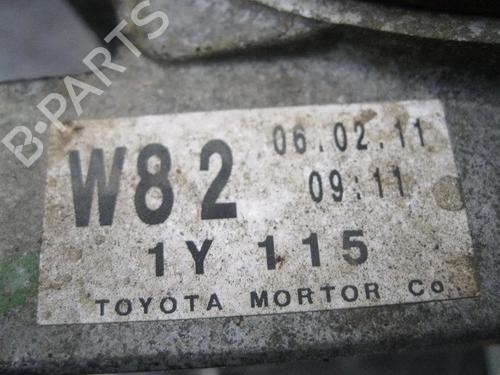 B-PARTS
W82 06.02.11
09:11
1Y 115
TOYOTA MORTOR Co.